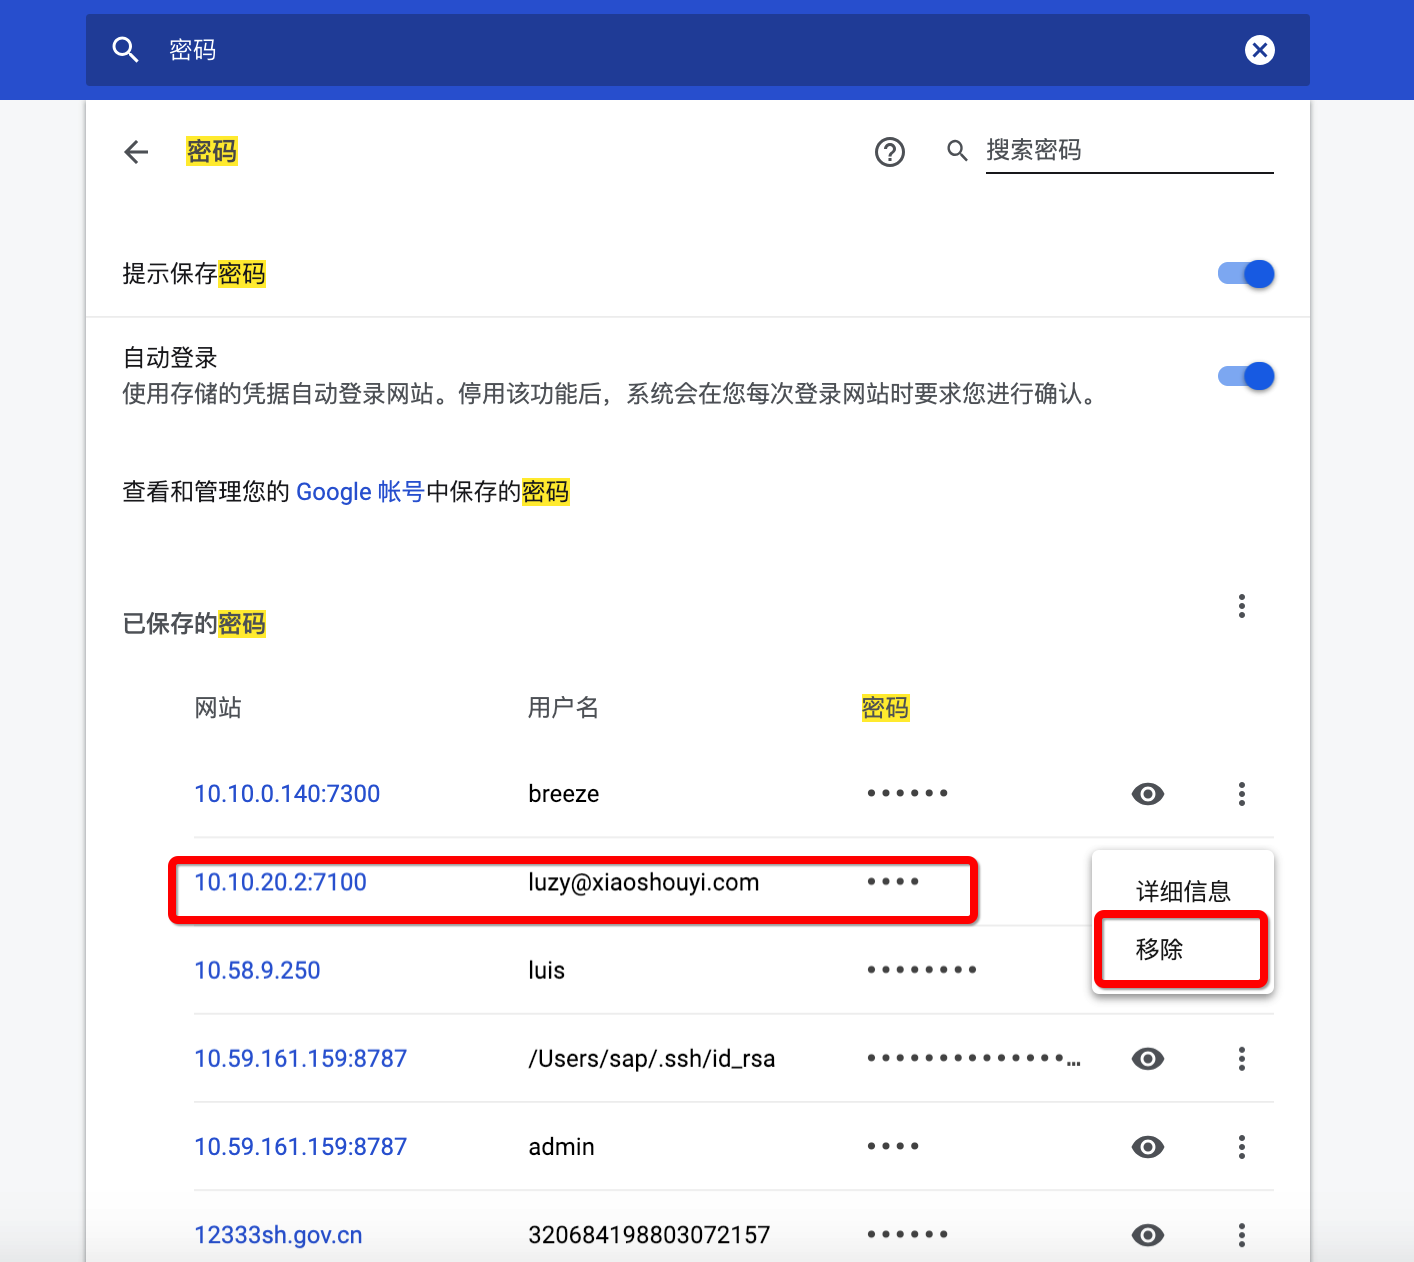 密码
密码
搜索密码
提示保存密码
自动登录
使用存储的凭据自动登录网站。停用该功能后，系统会在您每次登录网站时要求您进行确认。
查看和管理您的 Google 帐号中保存的密码
已保存的密码
网站 用户名 密码
10.10.0.140:7300 breeze ••••••
10.10.20.2:7100 luzy@xiaoshouyi.com ••••
详细信息
移除
10.58.9.250 luis ••••••••
10.59.161.159:8787 /Users/sap/.ssh/id_rsa ••••••••••••••...
10.59.161.159:8787 admin ••••
12333sh.gov.cn 320684198803072157 ••••••